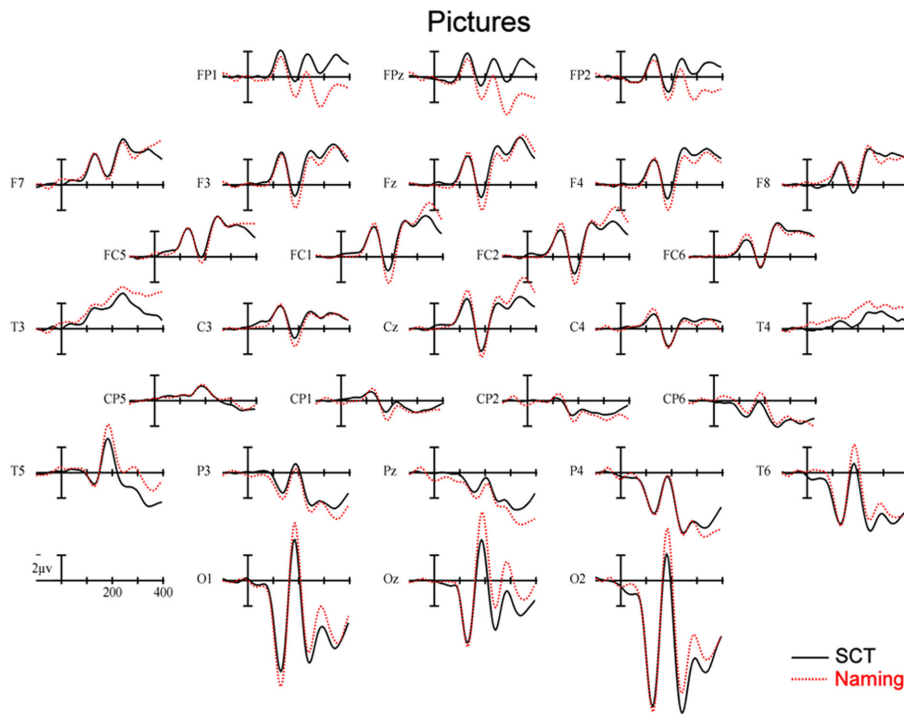 Pictures
FP1 FPz FP2
F7 F3 Fz F4 F8
FC5 FC1 FC2 FC6
T3 C3 Cz C4 T4
CP5 CP1 CP2 CP6
T5 P3 Pz P4 T6
O1 Oz O2
2μv
200 400
SCT
Naming